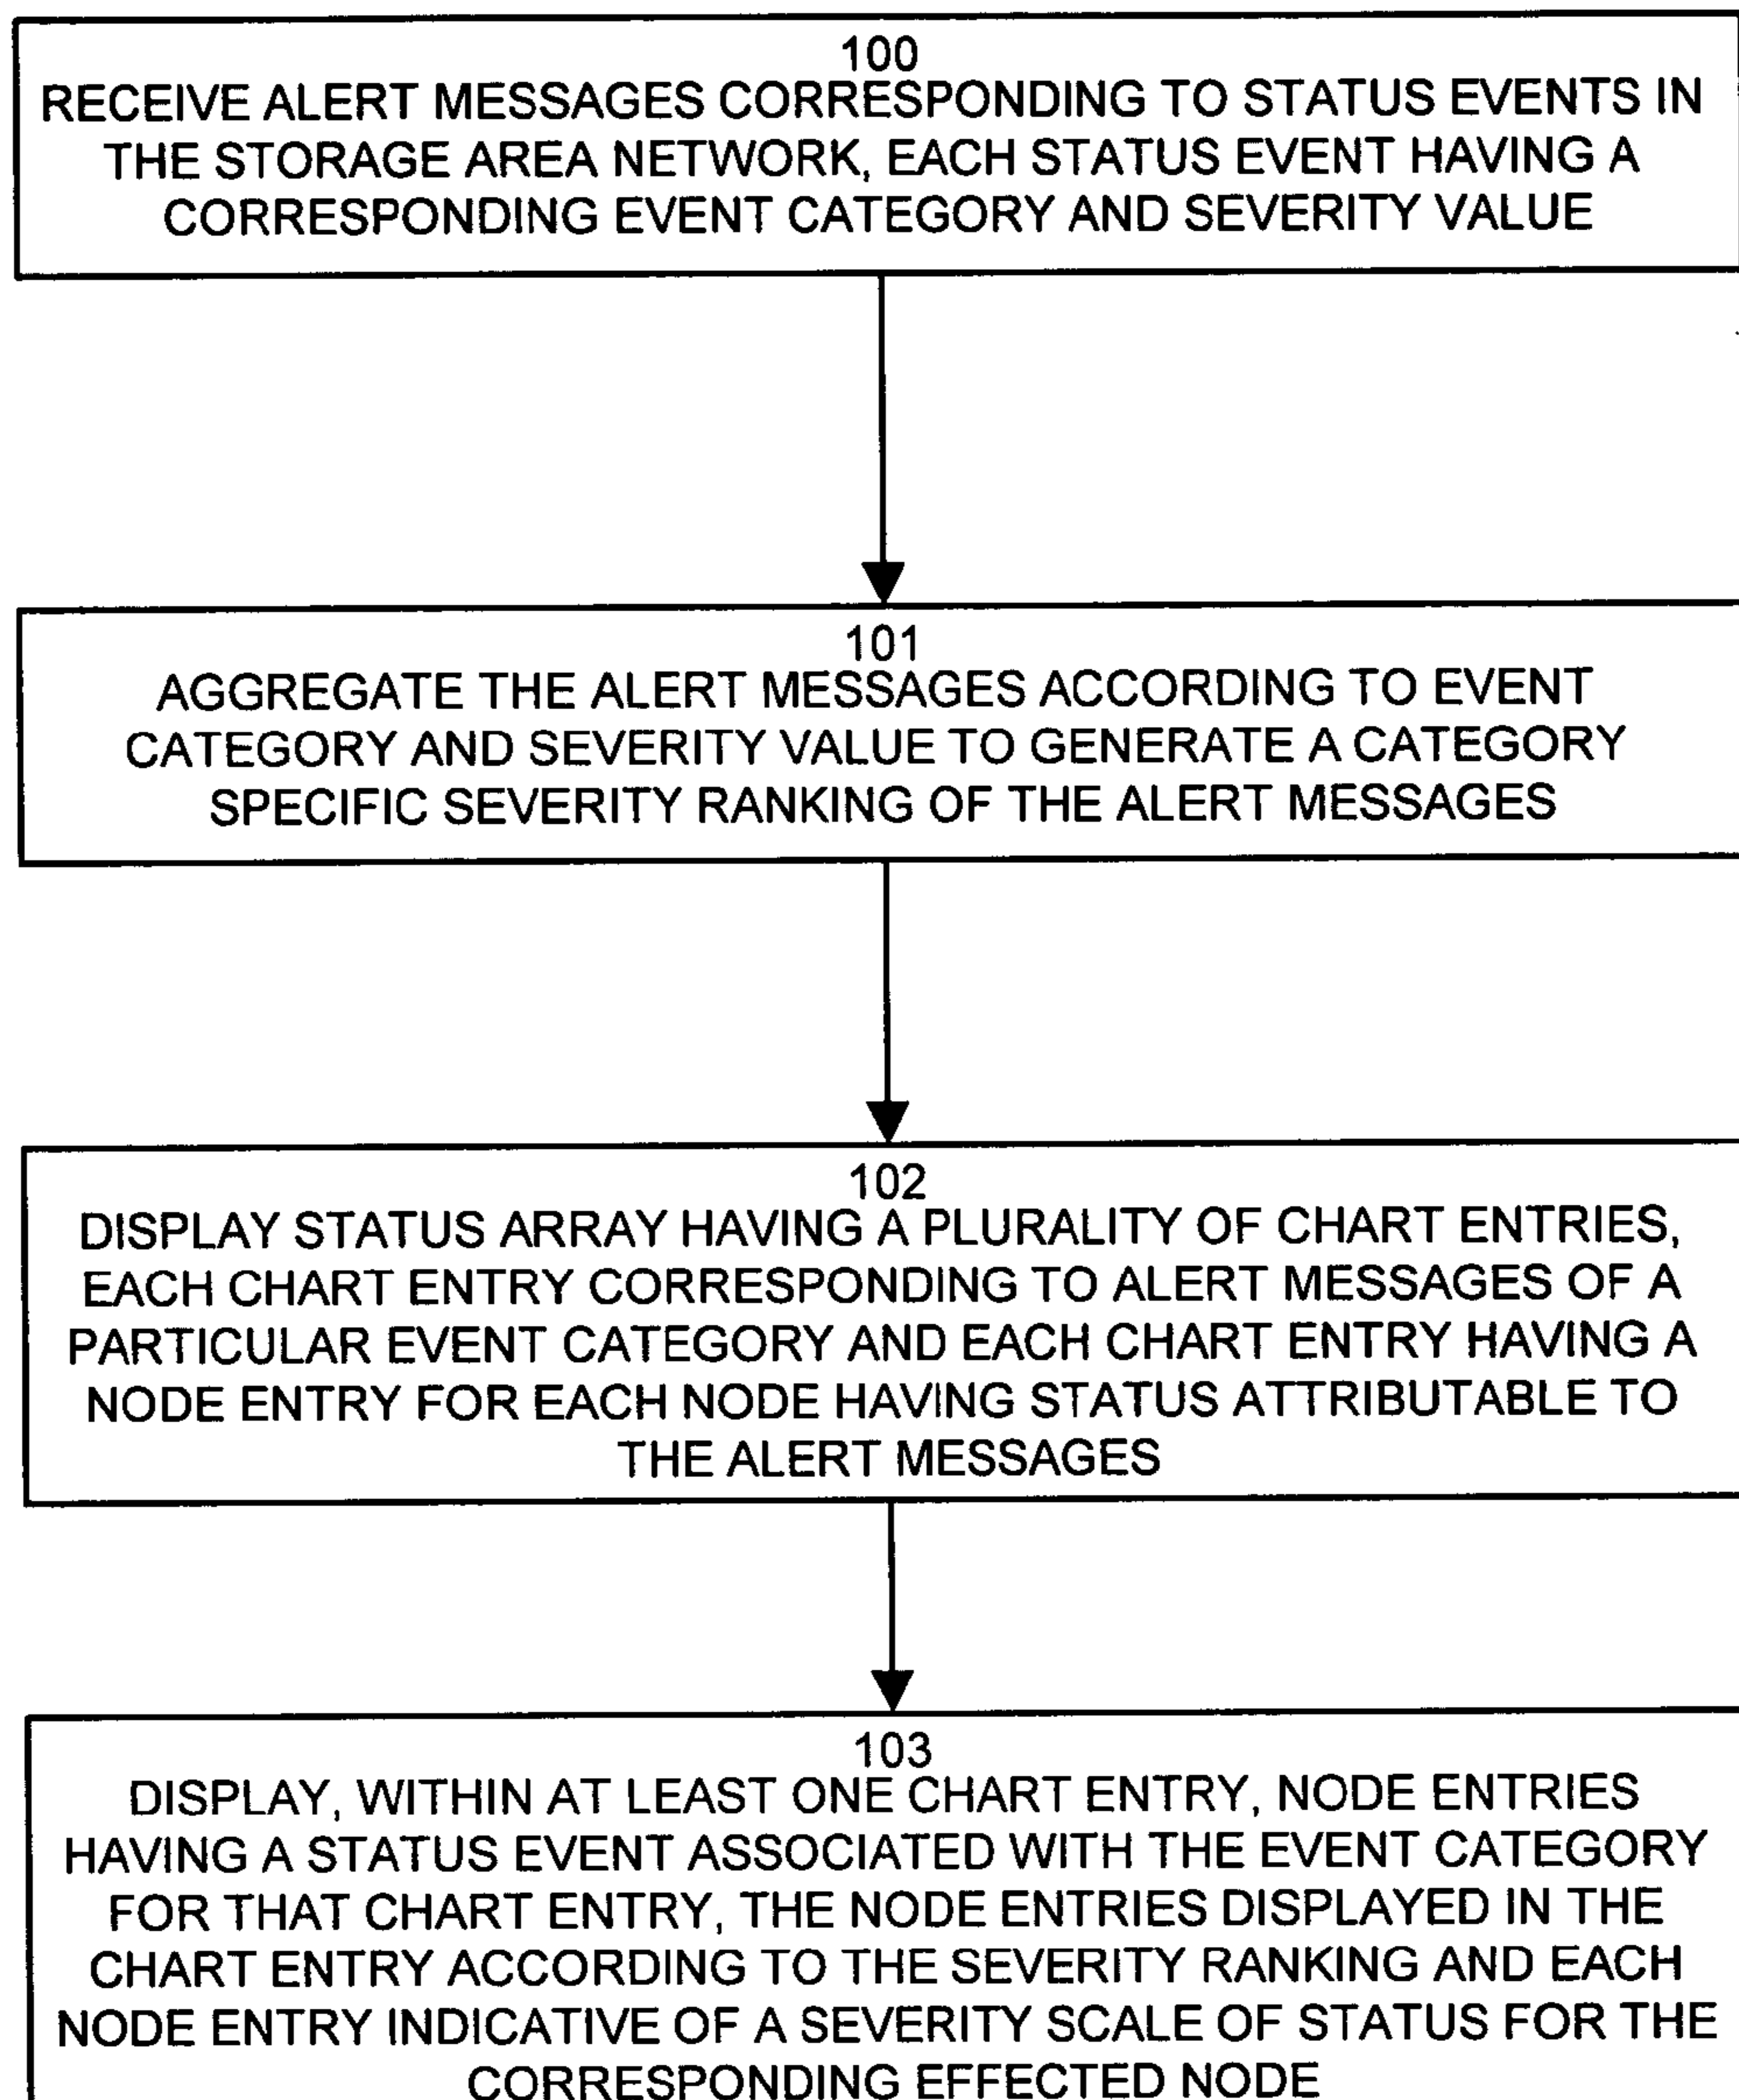 100
RECEIVE ALERT MESSAGES CORRESPONDING TO STATUS EVENTS IN
THE STORAGE AREA NETWORK, EACH STATUS EVENT HAVING A
CORRESPONDING EVENT CATEGORY AND SEVERITY VALUE
101
AGGREGATE THE ALERT MESSAGES ACCORDING TO EVENT
CATEGORY AND SEVERITY VALUE TO GENERATE A CATEGORY
SPECIFIC SEVERITY RANKING OF THE ALERT MESSAGES
102
DISPLAY STATUS ARRAY HAVING A PLURALITY OF CHART ENTRIES,
EACH CHART ENTRY CORRESPONDING TO ALERT MESSAGES OF A
PARTICULAR EVENT CATEGORY AND EACH CHART ENTRY HAVING A
NODE ENTRY FOR EACH NODE HAVING STATUS ATTRIBUTABLE TO
THE ALERT MESSAGES
103
DISPLAY, WITHIN AT LEAST ONE CHART ENTRY, NODE ENTRIES
HAVING A STATUS EVENT ASSOCIATED WITH THE EVENT CATEGORY
FOR THAT CHART ENTRY, THE NODE ENTRIES DISPLAYED IN THE
CHART ENTRY ACCORDING TO THE SEVERITY RANKING AND EACH
NODE ENTRY INDICATIVE OF A SEVERITY SCALE OF STATUS FOR THE
CORRESPONDING EFFECTED NODE